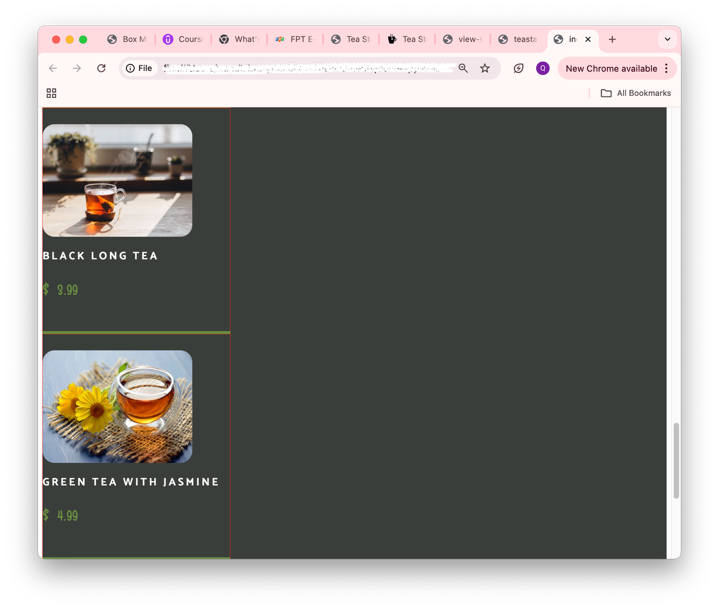 Box M
Course
What'
FPT E-
Tea St
Tea St
view-s
teasta
in
File
Q
New Chrome available
All Bookmarks
BLACK LONG TEA
$ 3.99
GREEN TEA WITH JASMINE
$ 4.99